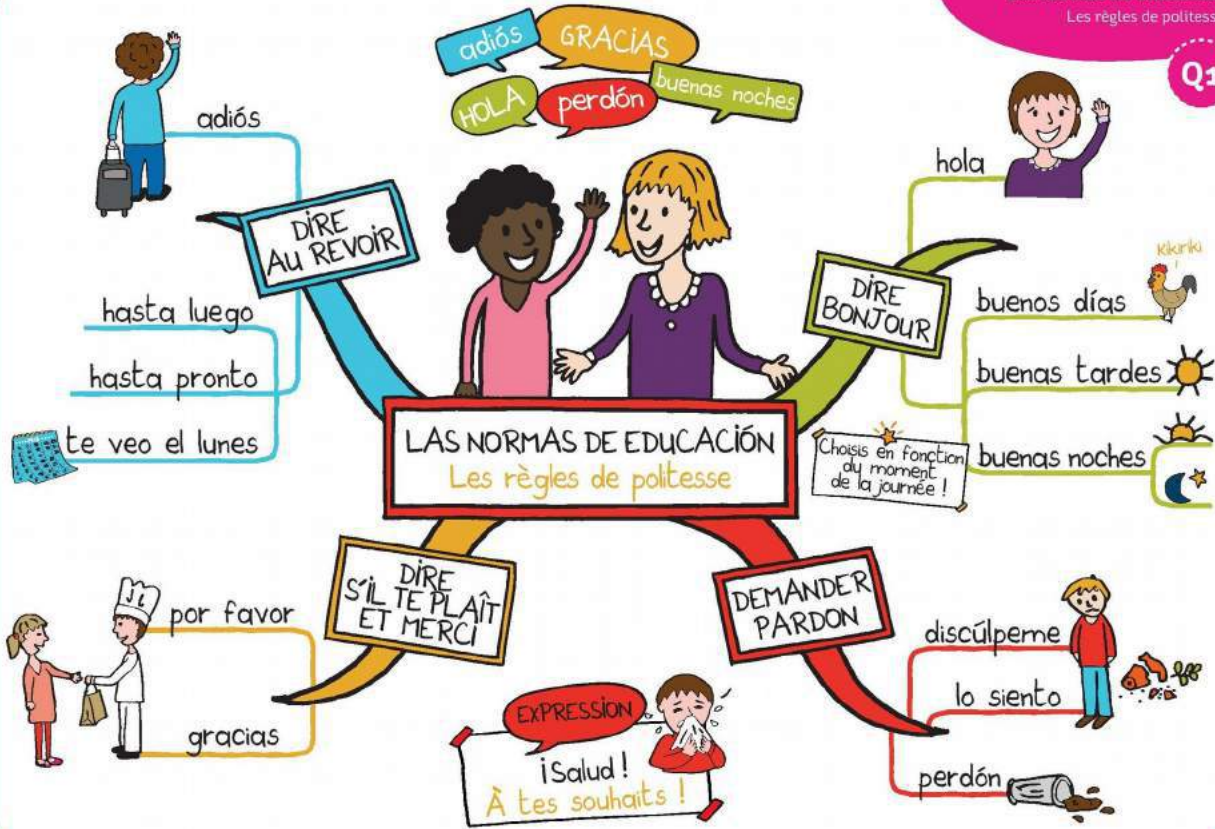 Les règles de politess
Q1
adiós
GRACIAS
HOLA
perdón
buenas noches
adiós
DIRE
AU REVOIR
hasta luego
hasta pronto
te veo el lunes
hola
DIRE
BONJOUR
Kikiriki
!
buenos días
buenas tardes
buenas noches
Choisis en fonction
du moment
de la journée !
LAS NORMAS DE EDUCACIÓN
Les règles de politesse
DIRE
S'IL TE PLAÎT
ET MERCI
por favor
gracias
DEMANDER
PARDON
discúlpeme
lo siento
perdón
EXPRESSION
¡Salud !
À tes souhaits !